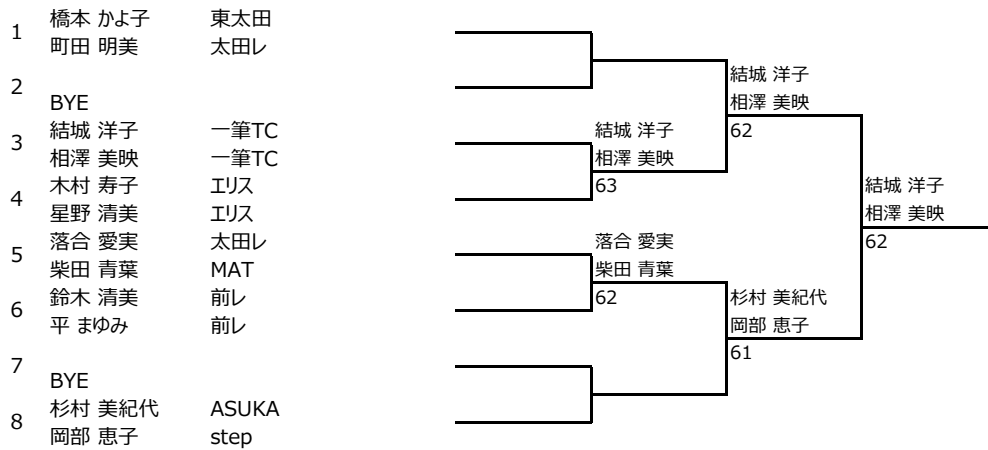 1
橋本 かよ子 東太田
町田 明美 太田レ
2
BYE
3
結城 洋子 一筆TC
相澤 美映 一筆TC
4
木村 寿子 エリス
星野 清美 エリス
5
落合 愛実 太田レ
柴田 青葉 MAT
6
鈴木 清美 前レ
平 まゆみ 前レ
7
BYE
8
杉村 美紀代 ASUKA
岡部 恵子 step
結城 洋子
相澤 美映
63
落合 愛実
柴田 青葉
62
結城 洋子
相澤 美映
62
杉村 美紀代
岡部 恵子
61
結城 洋子
相澤 美映
62